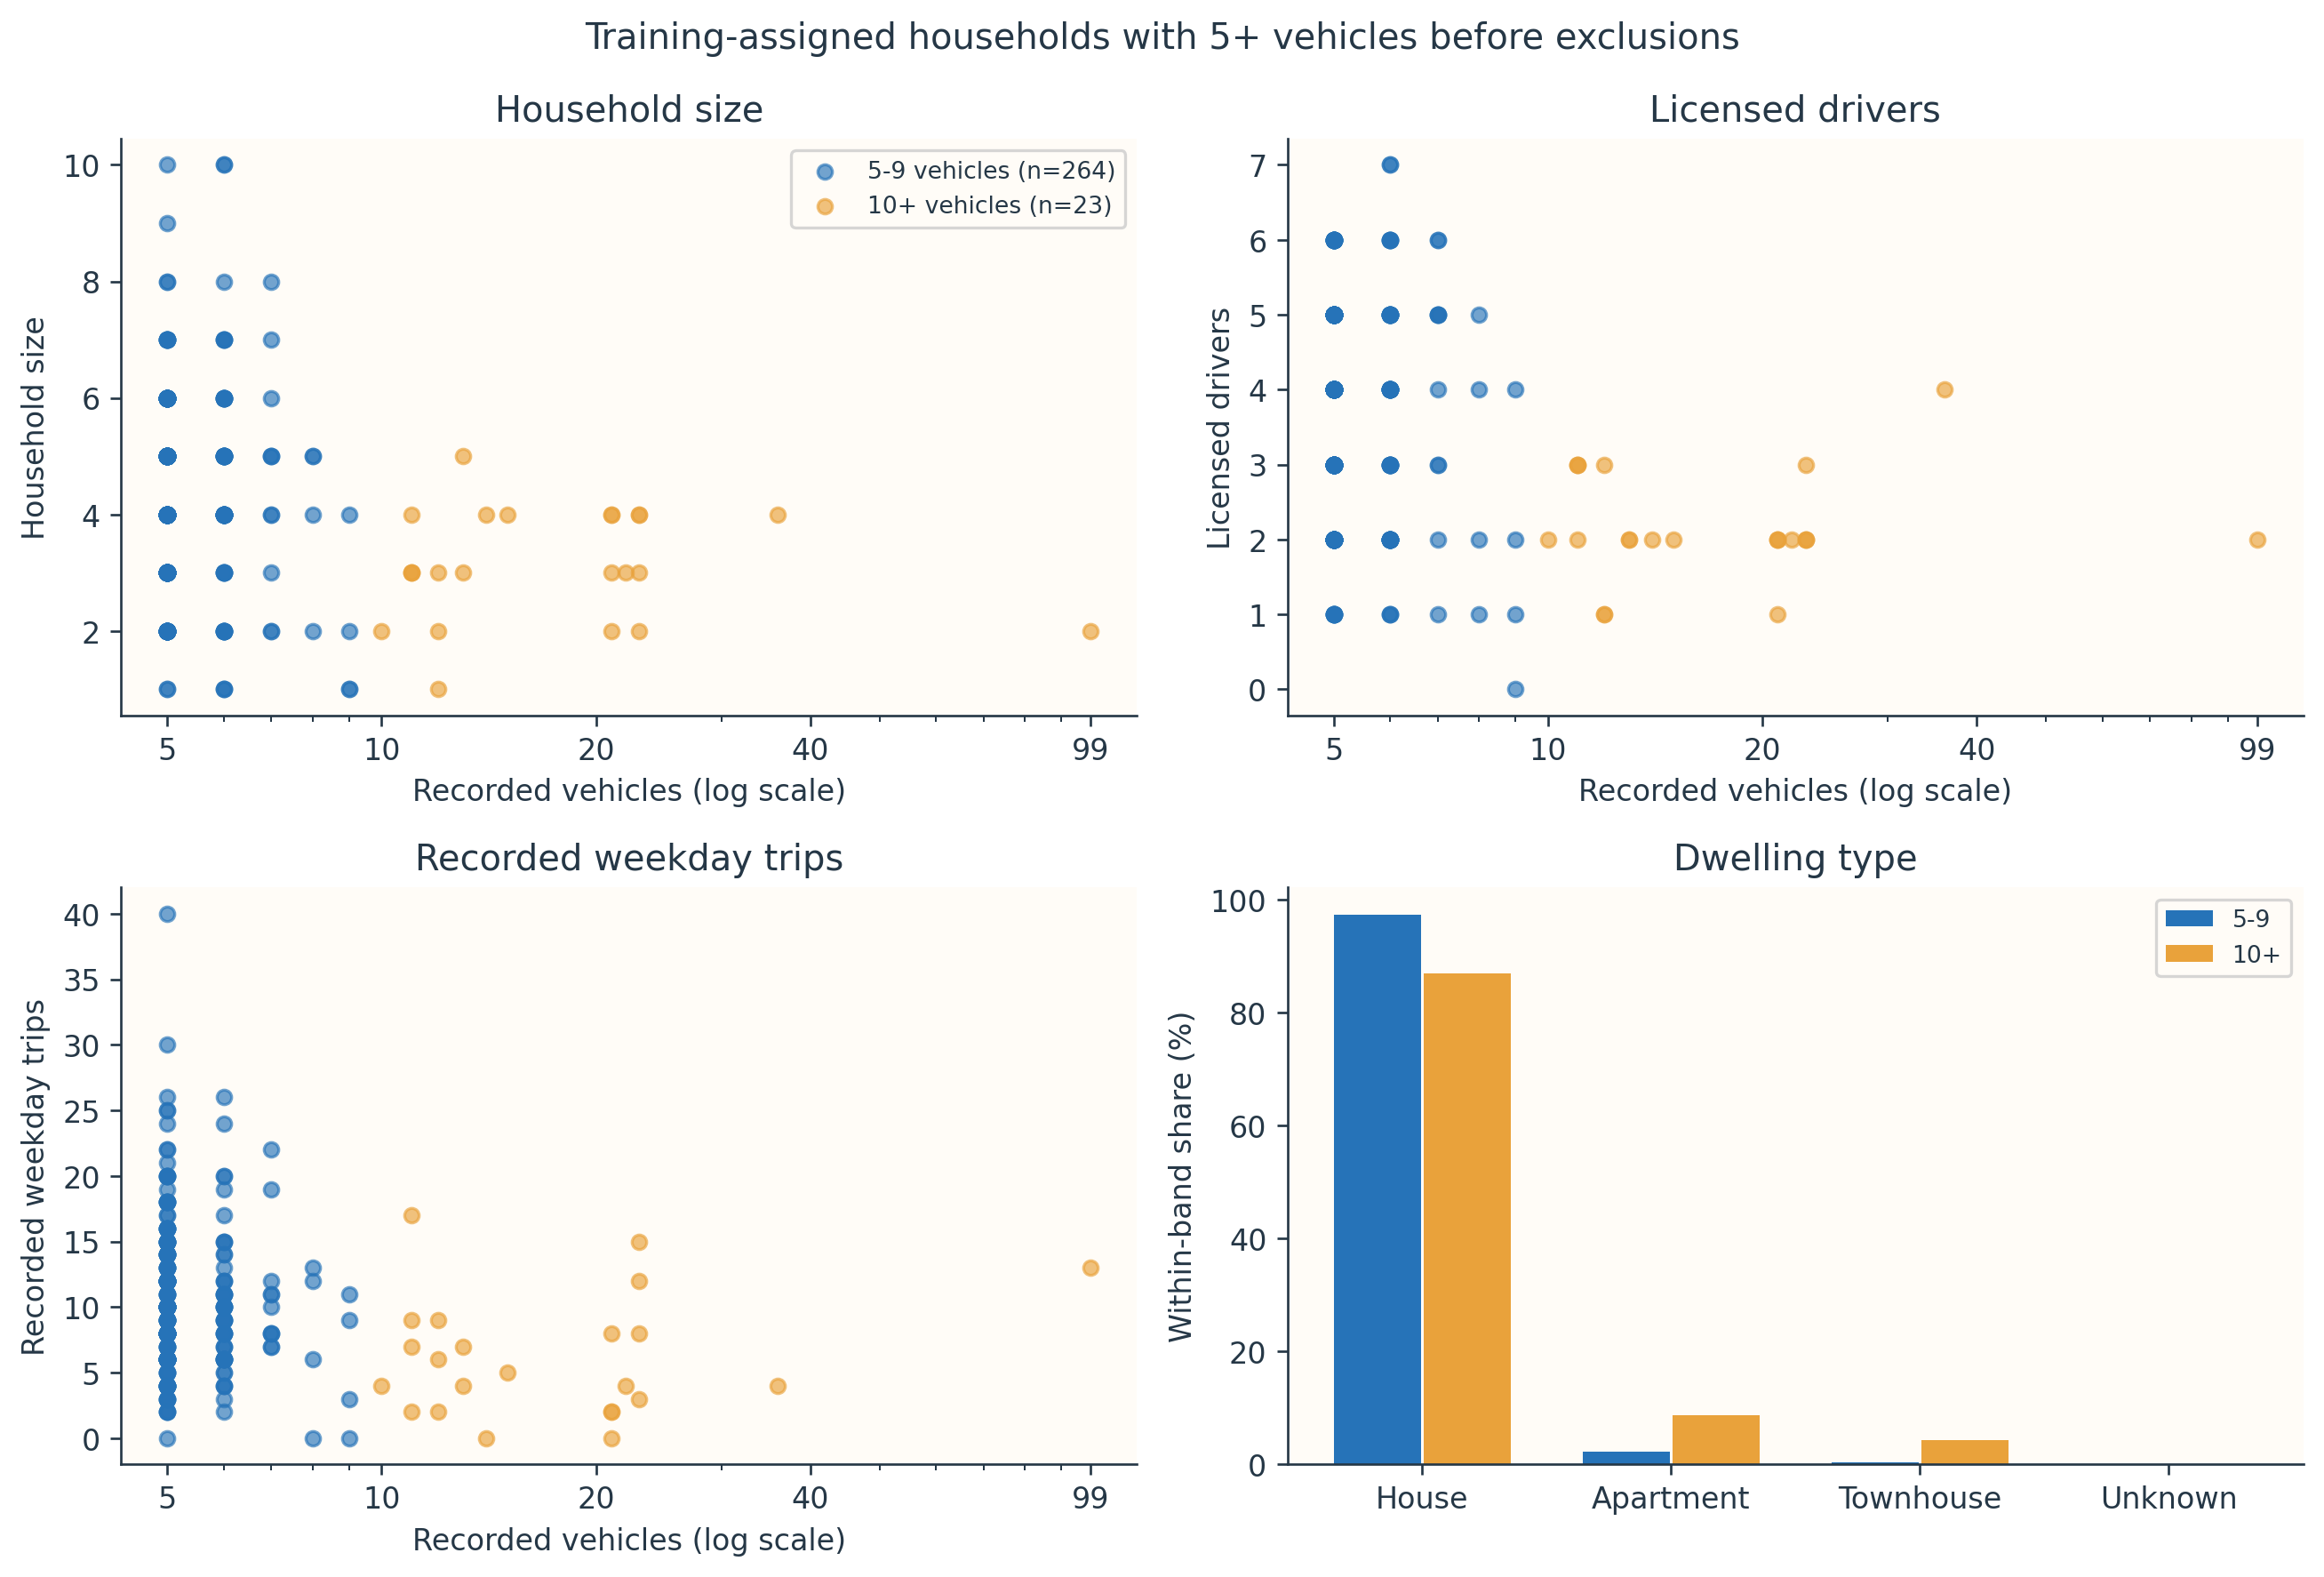 Training-assigned households with 5+ vehicles before exclusions
Household size
Household size
10
8
6
4
2
5-9 vehicles (n=264)
10+ vehicles (n=23)
5 10 20 40 99
Recorded vehicles (log scale)
Licensed drivers
Licensed drivers
7
6
5
4
3
2
1
0
5 10 20 40 99
Recorded vehicles (log scale)
Recorded weekday trips
Recorded weekday trips
40
35
30
25
20
15
10
5
0
5 10 20 40 99
Recorded vehicles (log scale)
Dwelling type
Within-band share (%)
100
80
60
40
20
0
5-9
10+
House Apartment Townhouse Unknown